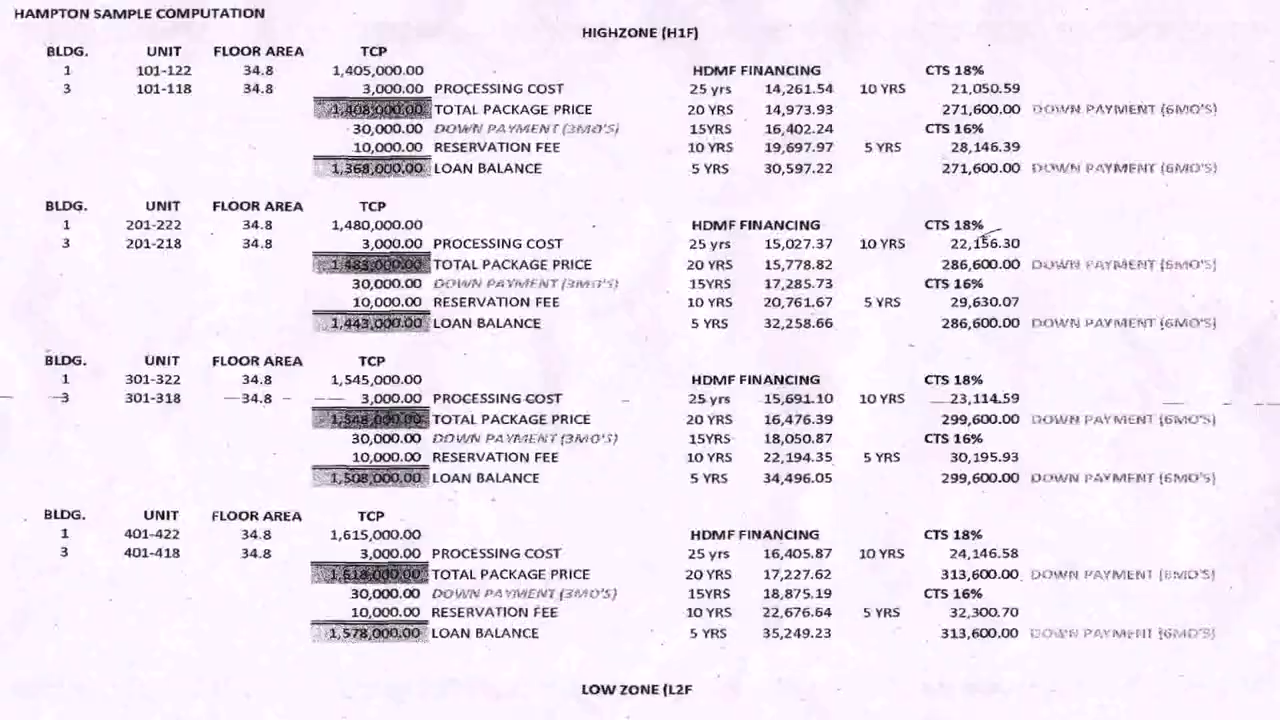 HAMPTON SAMPLE COMPUTATION
HIGHZONE (H1F)
BLDG. UNIT FLOOR AREA TCP
1 101-122 34.8 1,405,000.00 HDMF FINANCING CTS 18%
3 101-118 34.8 3,000.00 PROCESSING COST 25 yrs 14,261.54 10 YRS 21,050.59
1,408,000.00 TOTAL PACKAGE PRICE 20 YRS 14,973.93 271,600.00 DOWN PAYMENT (6MO'S)
30,000.00 DOWN PAYMENT (3MO'S) 15YRS 16,402.24 CTS 16%
10,000.00 RESERVATION FEE 10 YRS 19,697.97 5 YRS 28,146.39
1,368,000.00 LOAN BALANCE 5 YRS 30,597.22 271,600.00 DOWN PAYMENT (6MO'S)
BLDG. UNIT FLOOR AREA TCP
1 201-222 34.8 1,480,000.00 HDMF FINANCING CTS 18%
3 201-218 34.8 3,000.00 PROCESSING COST 25 yrs 15,027.37 10 YRS 22,156.30
1,483,000.00 TOTAL PACKAGE PRICE 20 YRS 15,778.82 286,600.00 DOWN PAYMENT (6MO'S)
30,000.00 DOWN PAYMENT (3MO'S) 15YRS 17,285.73 CTS 16%
10,000.00 RESERVATION FEE 10 YRS 20,761.67 5 YRS 29,630.07
1,443,000.00 LOAN BALANCE 5 YRS 32,258.66 286,600.00 DOWN PAYMENT (6MO'S)
BLDG. UNIT FLOOR AREA TCP
1 301-322 34.8 1,545,000.00 HDMF FINANCING CTS 18%
3 301-318 34.8 3,000.00 PROCESSING COST 25 yrs 15,691.10 10 YRS 23,114.59
1,548,000.00 TOTAL PACKAGE PRICE 20 YRS 16,476.39 299,600.00 DOWN PAYMENT (6MO'S)
30,000.00 DOWN PAYMENT (3MO'S) 15YRS 18,050.87 CTS 16%
10,000.00 RESERVATION FEE 10 YRS 22,194.35 5 YRS 30,195.93
1,508,000.00 LOAN BALANCE 5 YRS 34,496.05 299,600.00 DOWN PAYMENT (6MO'S)
BLDG. UNIT FLOOR AREA TCP
1 401-422 34.8 1,615,000.00 HDMF FINANCING CTS 18%
3 401-418 34.8 3,000.00 PROCESSING COST 25 yrs 16,405.87 10 YRS 24,146.58
1,618,000.00 TOTAL PACKAGE PRICE 20 YRS 17,227.62 313,600.00 DOWN PAYMENT (6MO'S)
30,000.00 DOWN PAYMENT (3MO'S) 15YRS 18,875.19 CTS 16%
10,000.00 RESERVATION FEE 10 YRS 22,676.64 5 YRS 32,300.70
1,578,000.00 LOAN BALANCE 5 YRS 35,249.23 313,600.00 DOWN PAYMENT (6MO'S)
LOW ZONE (L2F